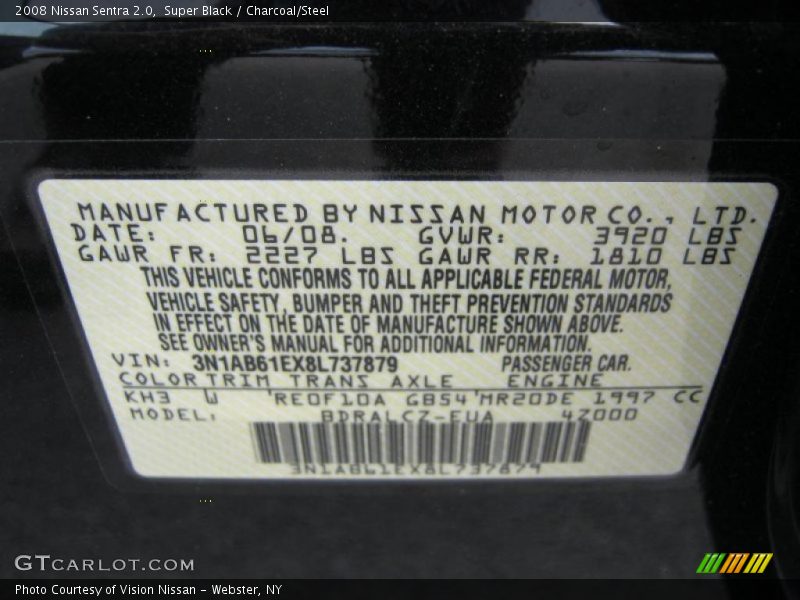 2008 Nissan Sentra 2.0, Super Black / Charcoal/Steel
MANUFACTURED BY NISSAN MOTOR CO., LTD.
DATE: 06/08. GVWR: 3920 LBS
GAWR FR: 2227 LBS GAWR RR: 1810 LBS
THIS VEHICLE CONFORMS TO ALL APPLICABLE FEDERAL MOTOR,
VEHICLE SAFETY, BUMPER AND THEFT PREVENTION STANDARDS
IN EFFECT ON THE DATE OF MANUFACTURE SHOWN ABOVE.
SEE OWNER'S MANUAL FOR ADDITIONAL INFORMATION.
VIN: 3N1AB61EX8L737879 PASSENGER CAR.
COLOR TRIM TRANS AXLE ENGINE
KH3 W RE0F10A GB54 MR20DE 1997 CC
MODEL: BDRALCZ-EUA 4Z000
3N1AB61EX8L737879
GTCARLOT.COM
Photo Courtesy of Vision Nissan - Webster, NY